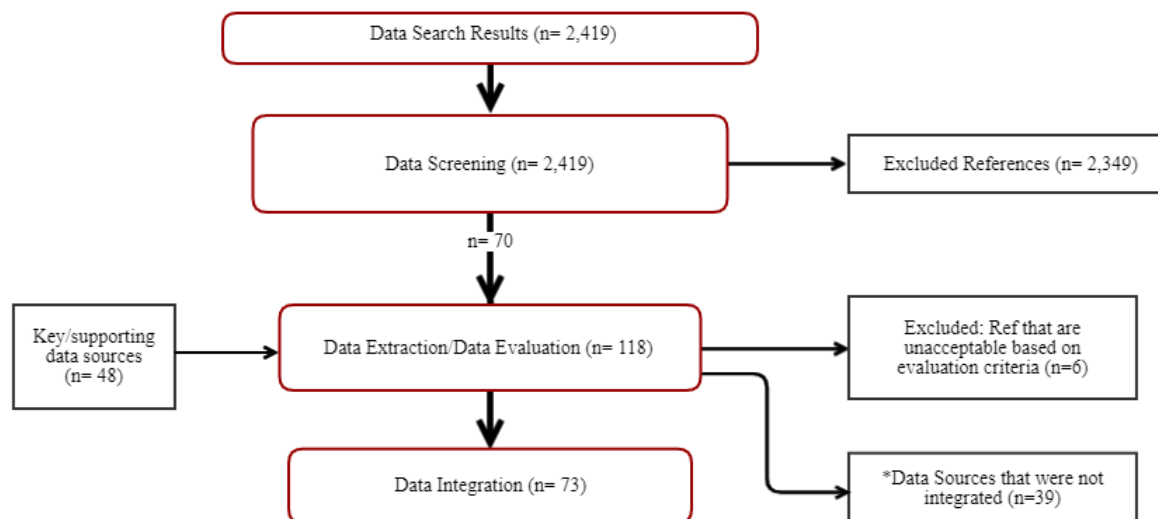 Data Search Results (n= 2,419)
Data Screening (n= 2,419)
Excluded References (n= 2,349)
n= 70
Key/supporting
data sources
(n= 48)
Data Extraction/Data Evaluation (n= 118)
Excluded: Ref that are
unacceptable based on
evaluation criteria (n=6)
Data Integration (n= 73)
*Data Sources that were not
integrated (n=39)